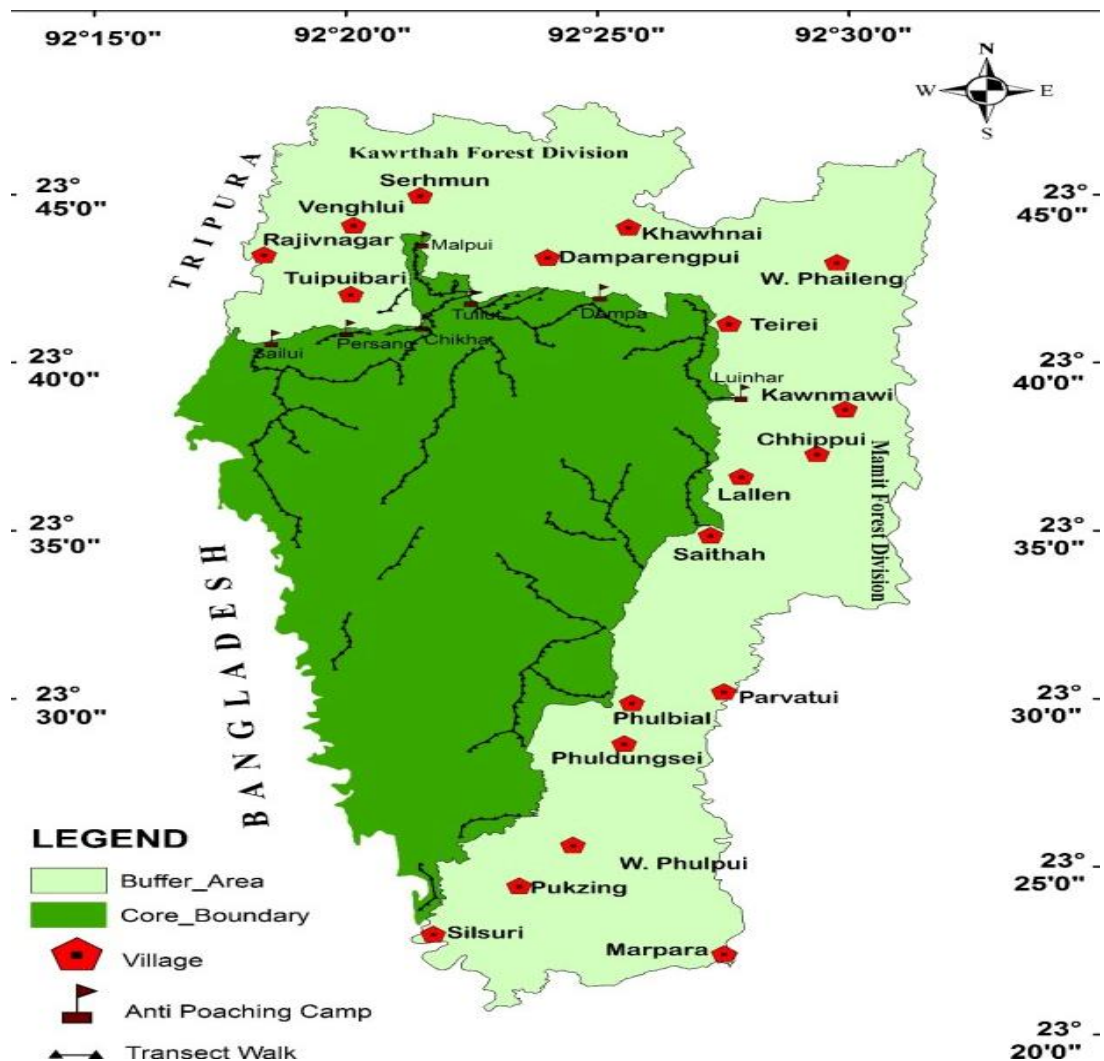 92°15'0" 92°20'0" 92°25'0" 92°30'0"
N
W E
S
Kawrthah Forest Division
TRIPURA
23°
45'0"
23°
45'0"
Serhmun
Venghlui
Khawhnai
Rajivnagar
Malpui
Damparengpui
W. Phaileng
Tuipuibari
Tuilut
Dampa
Teirei
Persang
Chikha
Sailui
23°
40'0"
23°
40'0"
Luinhar
Kawnmawi
Chhippui
Mamit Forest Division
Lallen
23°
35'0"
23°
35'0"
Saithah
BANGLADESH
23°
30'0"
23°
30'0"
Parvatui
Phulbial
Phuldungsei
W. Phulpui
23°
25'0"
23°
25'0"
Pukzing
Silsuri
Marpara
23°
20'0"
LEGEND
Buffer_Area
Core_Boundary
Village
Anti Poaching Camp
Transect Walk